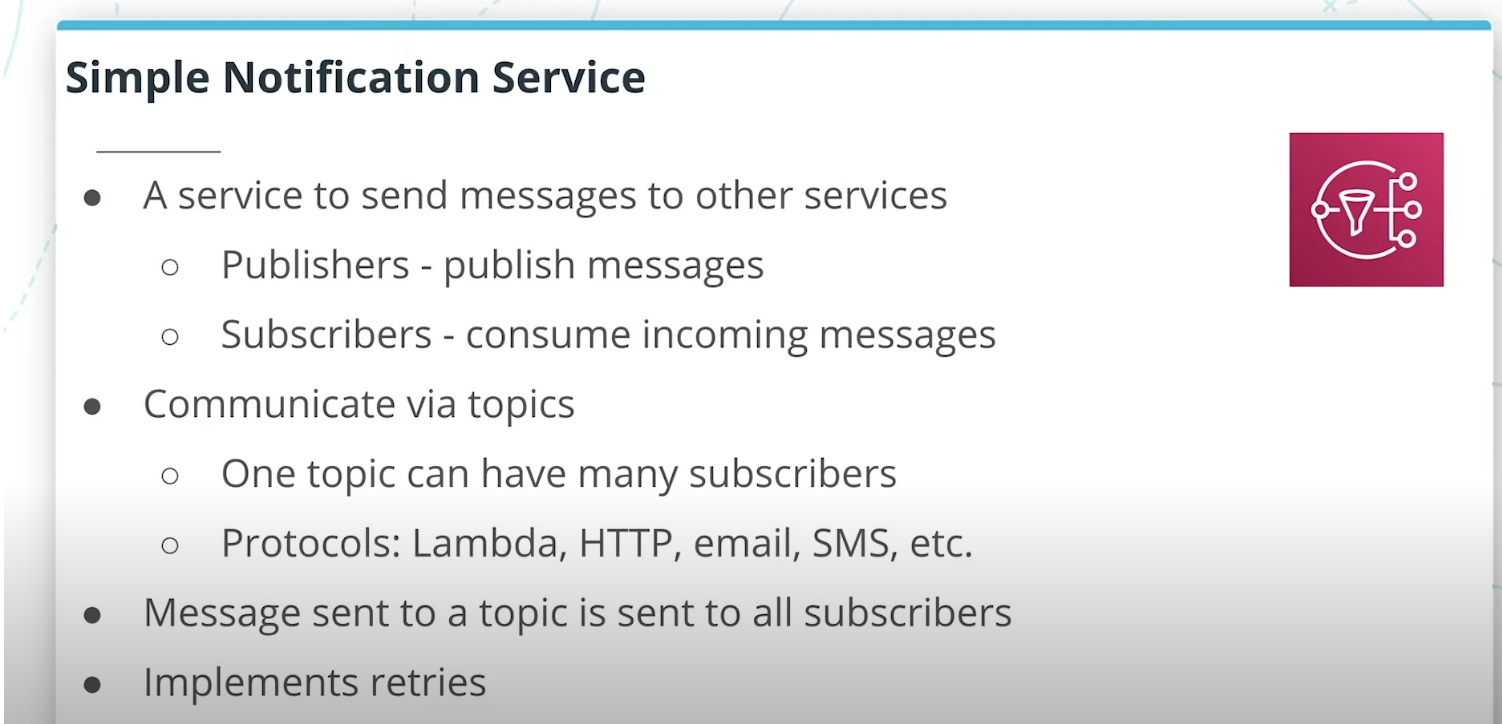 Simple Notification Service
● A service to send messages to other services
○ Publishers - publish messages
○ Subscribers - consume incoming messages
● Communicate via topics
○ One topic can have many subscribers
○ Protocols: Lambda, HTTP, email, SMS, etc.
● Message sent to a topic is sent to all subscribers
● Implements retries